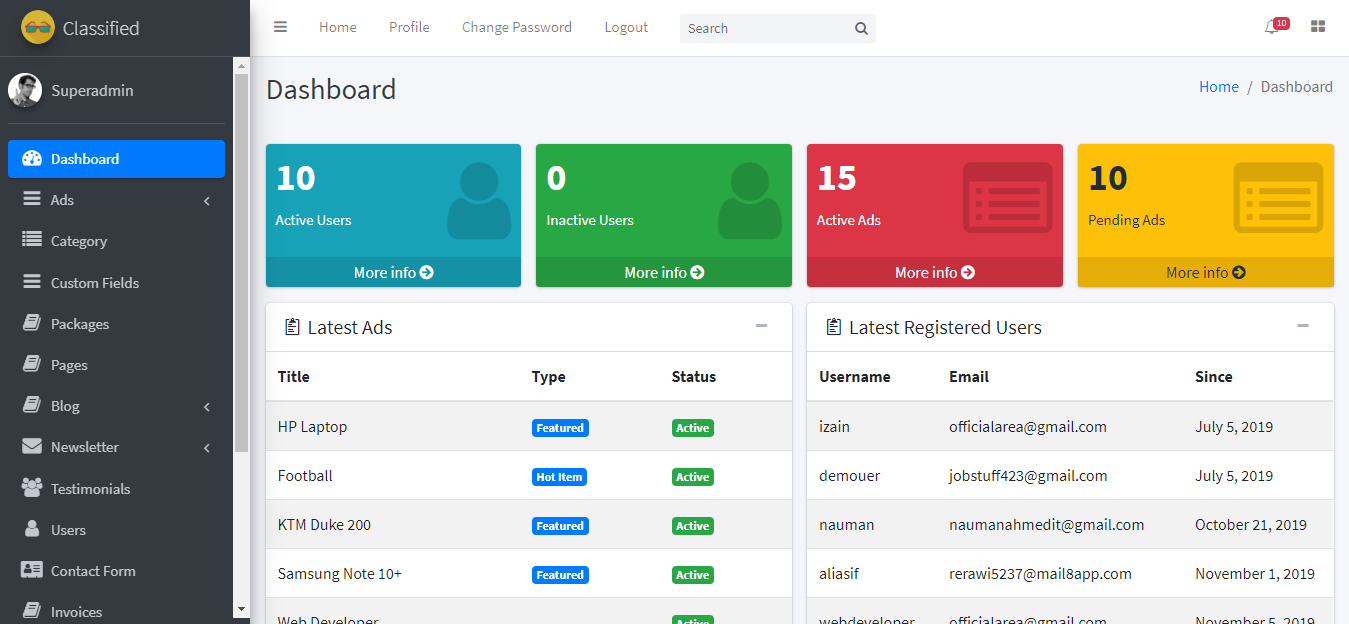 Classified
Superadmin
Dashboard
Ads
Category
Custom Fields
Packages
Pages
Blog
Newsletter
Testimonials
Users
Contact Form
Invoices
Home Profile Change Password Logout Search 10
Dashboard Home / Dashboard
10
Active Users
More info
0
Inactive Users
More info
15
Active Ads
More info
10
Pending Ads
More info
Latest Ads
Title Type Status
HP Laptop Featured Active
Football Hot Item Active
KTM Duke 200 Featured Active
Samsung Note 10+ Featured Active
Web Developer Active
Latest Registered Users
Username Email Since
izain officialarea@gmail.com July 5, 2019
demouer jobstuff423@gmail.com July 5, 2019
nauman naumanahmedit@gmail.com October 21, 2019
aliasif rerawi5237@mail8app.com November 1, 2019
webdeveloper officialarea@gmail.com November 5, 2019